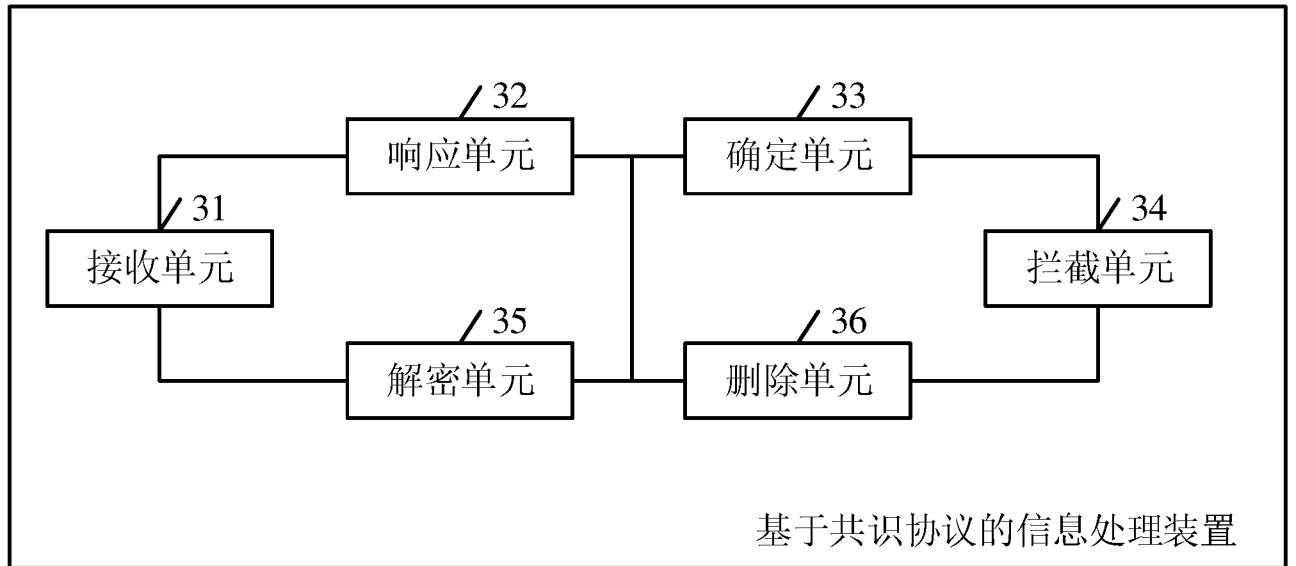 32
33
响应单元
确定单元
31
34
接收单元
拦截单元
35
36
解密单元
删除单元
基于共识协议的信息处理装置